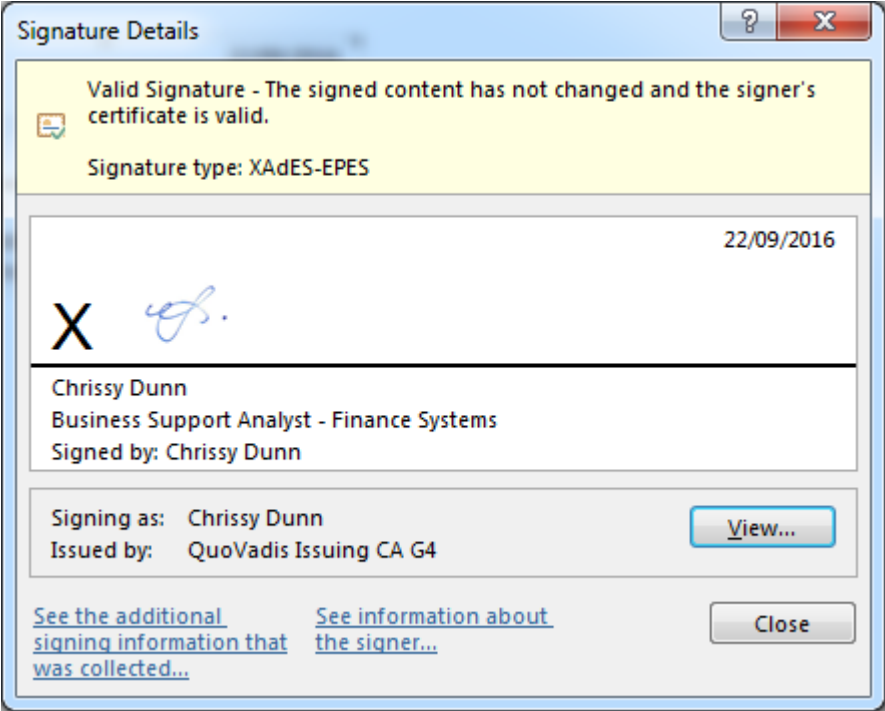 Signature Details
?
X
Valid Signature - The signed content has not changed and the signer's
certificate is valid.
Signature type: XAdES-EPES
22/09/2016
X
Chrissy Dunn
Business Support Analyst - Finance Systems
Signed by: Chrissy Dunn
Signing as: Chrissy Dunn
Issued by: QuoVadis Issuing CA G4
View...
See the additional
signing information that
was collected...
See information about
the signer...
Close